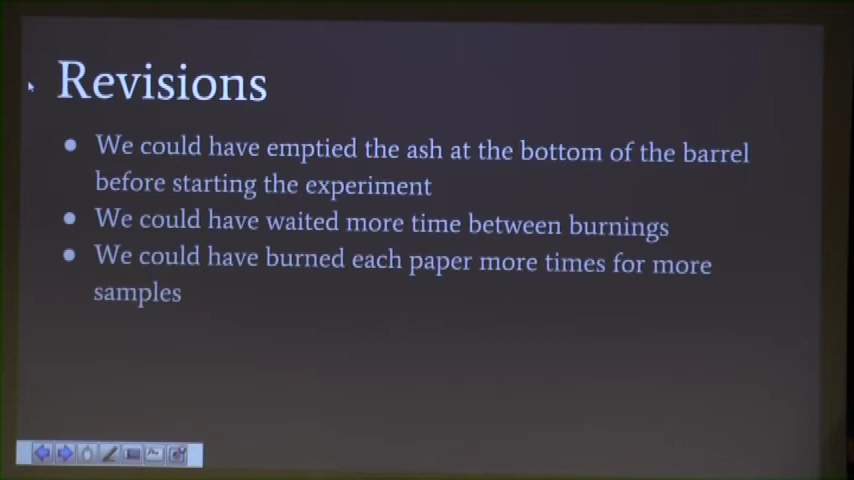 Revisions
● We could have emptied the ash at the bottom of the barrel
before starting the experiment
● We could have waited more time between burnings
● We could have burned each paper more times for more
samples